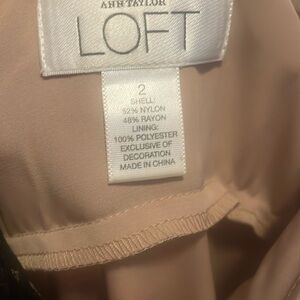 ANN TAYLOR
LOFT
2
SHELL:
52% NYLON
48% RAYON
LINING:
100% POLYESTER
EXCLUSIVE OF
DECORATION
MADE IN CHINA